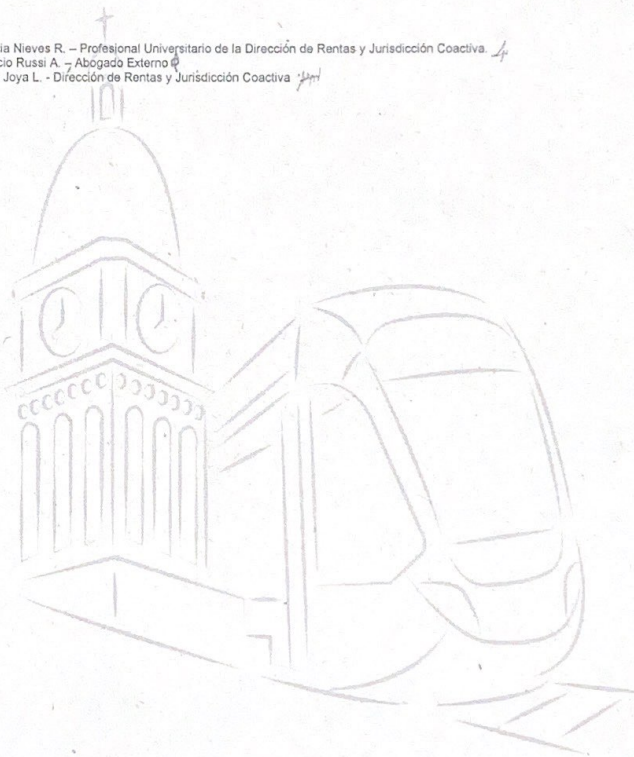 ia Nieves R. – Profesional Universitario de la Dirección de Rentas y Jurisdicción Coactiva.
cio Russi A. – Abogado Externo
Joya L. - Dirección de Rentas y Jurisdicción Coactiva